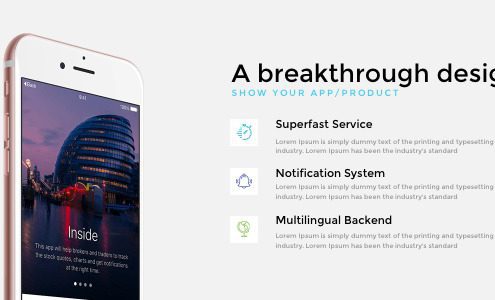 A breakthrough desig
SHOW YOUR APP/PRODUCT
Superfast Service
Lorem Ipsum is simply dummy text of the printing and typesetting
industry. Lorem Ipsum has been the industry's standard
Notification System
Lorem Ipsum is simply dummy text of the printing and typesetting
industry. Lorem Ipsum has been the industry's standard
Multilingual Backend
Lorem Ipsum is simply dummy text of the printing and typesetting
industry. Lorem Ipsum has been the industry's standard
Inside
This app will help brokers and traders to track
the stock quotes, charts and get notifications
at the right time.